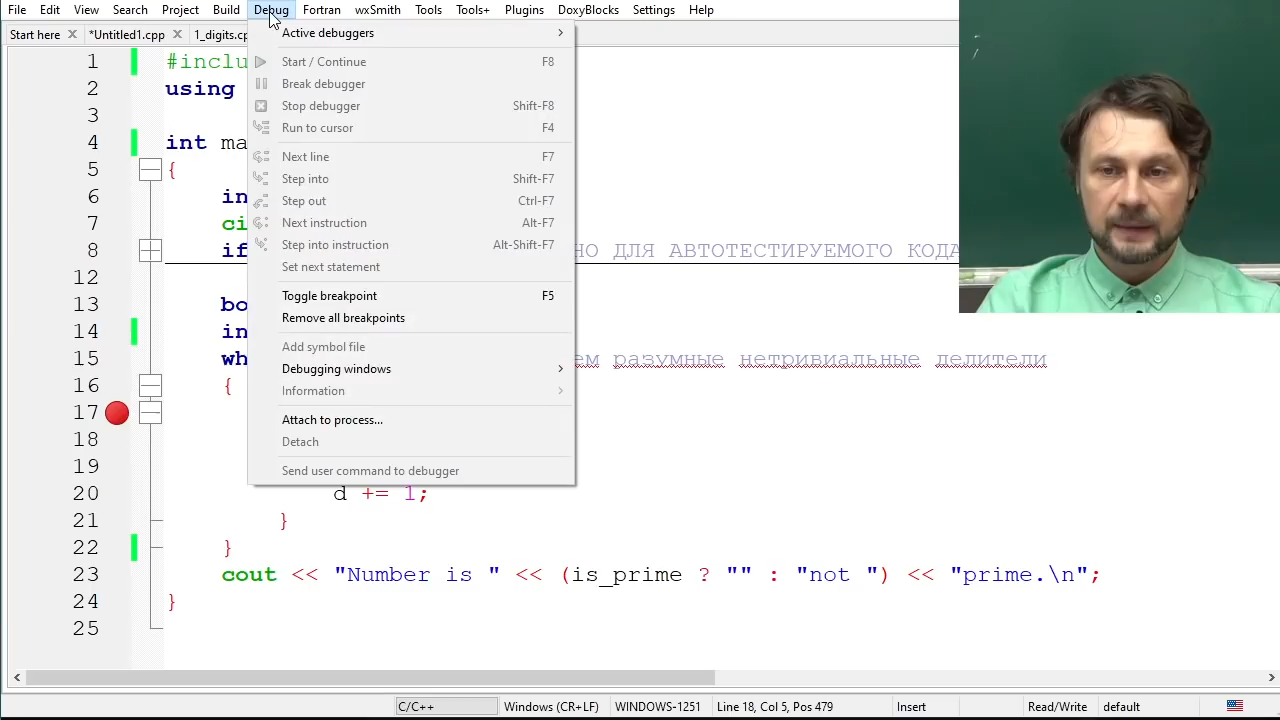 File Edit View Search Project Build Debug Fortran wxSmith Tools Tools+ Plugins DoxyBlocks Settings Help
Start here *Untitled1.cpp 1_digits.cp
Active debuggers
Start / Continue F8
Break debugger
Stop debugger Shift-F8
Run to cursor F4
Next line F7
Step into Shift-F7
Step out Ctrl-F7
Next instruction Alt-F7
Step into instruction Alt-Shift-F7
Set next statement
Toggle breakpoint F5
Remove all breakpoints
Add symbol file
Debugging windows
Information
Attach to process...
Detach
Send user command to debugger
1 #inclu
2 using
3
4 int ma
5 {
6 in
7 ci
8 if НО ДЛЯ АВТОТЕСТИРУЕМОГО КОДА
12
13 bo
14 in
15 wh ем разумные нетривиальные делители
16 {
17
18
19
20 d += 1;
21 }
22 }
23 cout << "Number is " << (is_prime ? "" : "not ") << "prime.\n";
24 }
25
C/C++ Windows (CR+LF) WINDOWS-1251 Line 18, Col 5, Pos 479 Insert Read/Write default